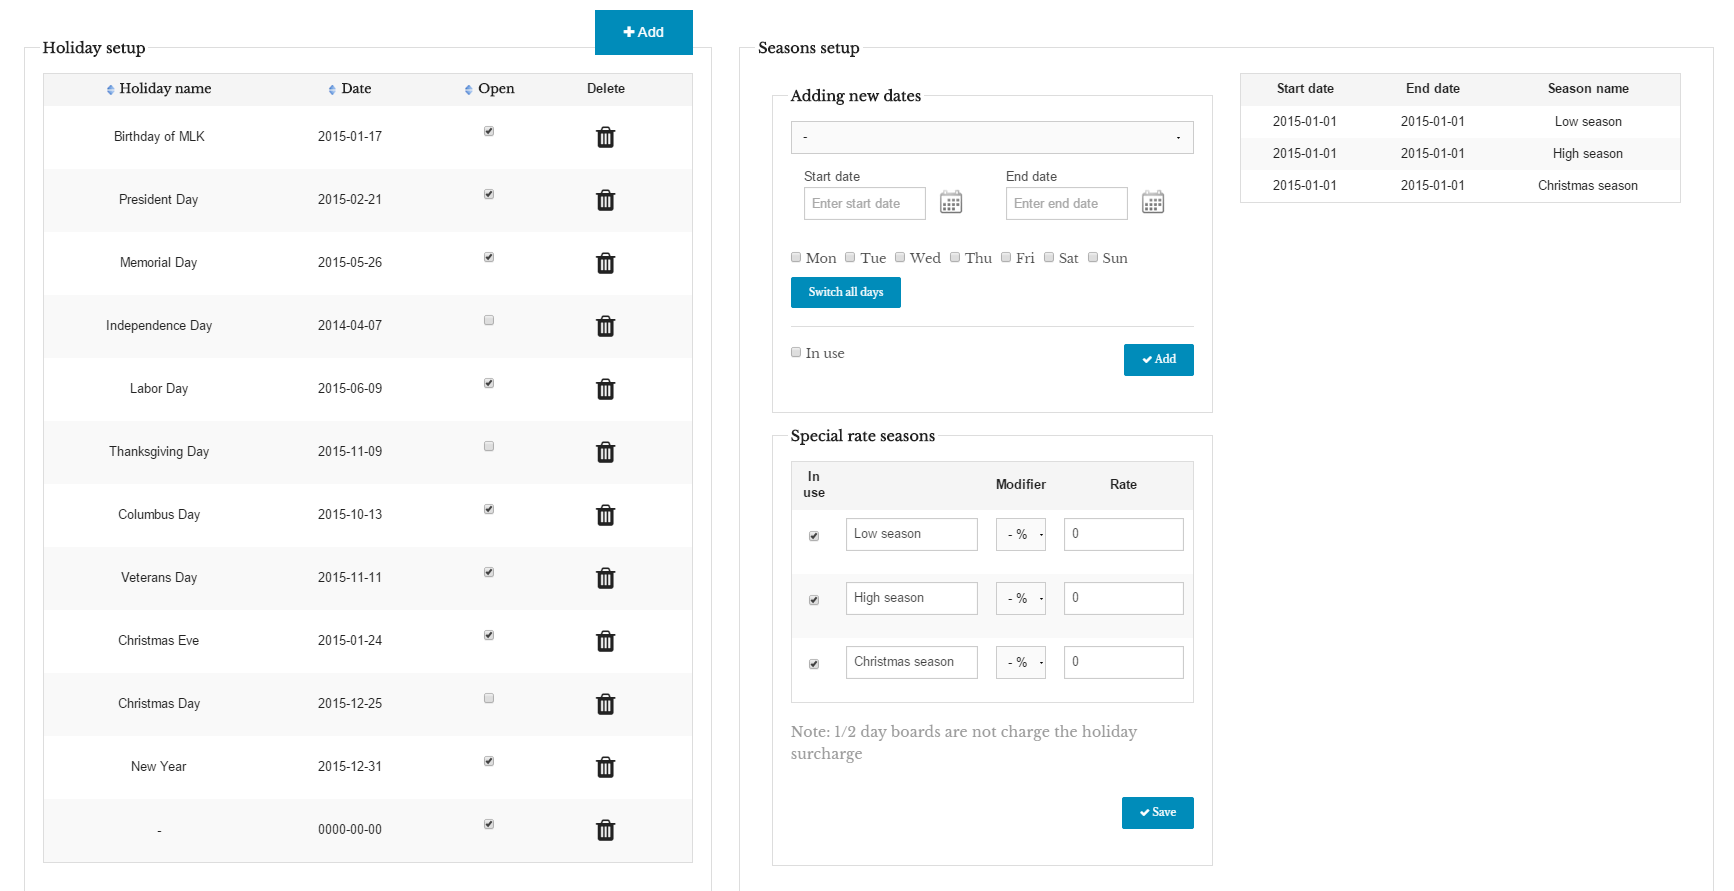 Add
Holiday setup
Holiday name Date Open Delete
Birthday of MLK 2015-01-17
President Day 2015-02-21
Memorial Day 2015-05-26
Independence Day 2014-04-07
Labor Day 2015-06-09
Thanksgiving Day 2015-11-09
Columbus Day 2015-10-13
Veterans Day 2015-11-11
Christmas Eve 2015-01-24
Christmas Day 2015-12-25
New Year 2015-12-31
- 0000-00-00
Seasons setup
Adding new dates
-
Start date End date
Enter start date Enter end date
Mon Tue Wed Thu Fri Sat Sun
Switch all days
In use Add
Special rate seasons
In
use Modifier Rate
Low season - % 0
High season - % 0
Christmas season - % 0
Note: 1/2 day boards are not charge the holiday
surcharge
Save
Start date End date Season name
2015-01-01 2015-01-01 Low season
2015-01-01 2015-01-01 High season
2015-01-01 2015-01-01 Christmas season